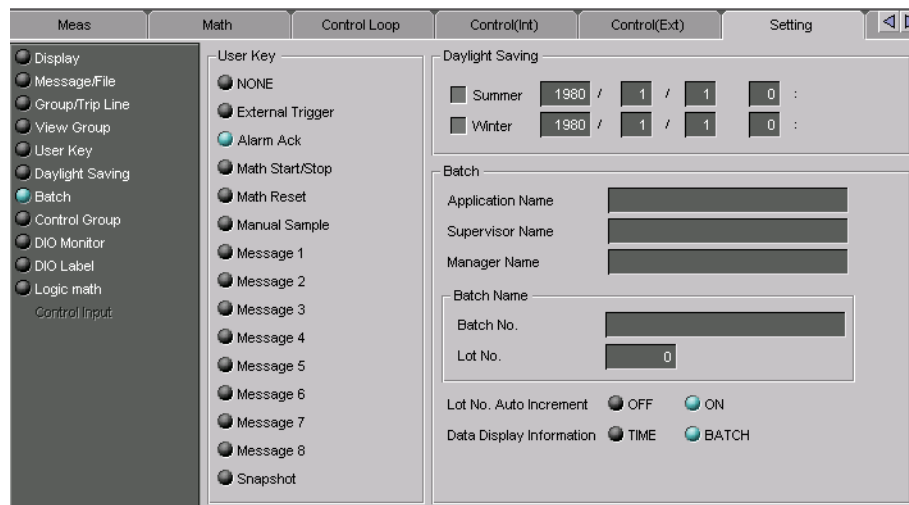 Meas
Math
Control Loop
Control(Int)
Control(Ext)
Setting
Display
Message/File
Group/Trip Line
View Group
User Key
Daylight Saving
Batch
Control Group
DIO Monitor
DIO Label
Logic math
Control Input
User Key
NONE
External Trigger
Alarm Ack
Math Start/Stop
Math Reset
Manual Sample
Message 1
Message 2
Message 3
Message 4
Message 5
Message 6
Message 7
Message 8
Snapshot
Daylight Saving
Summer 1980 / 1 / 1 0 :
Winter 1980 / 1 / 1 0 :
Batch
Application Name
Supervisor Name
Manager Name
Batch Name
Batch No.
Lot No. 0
Lot No. Auto Increment OFF ON
Data Display Information TIME BATCH